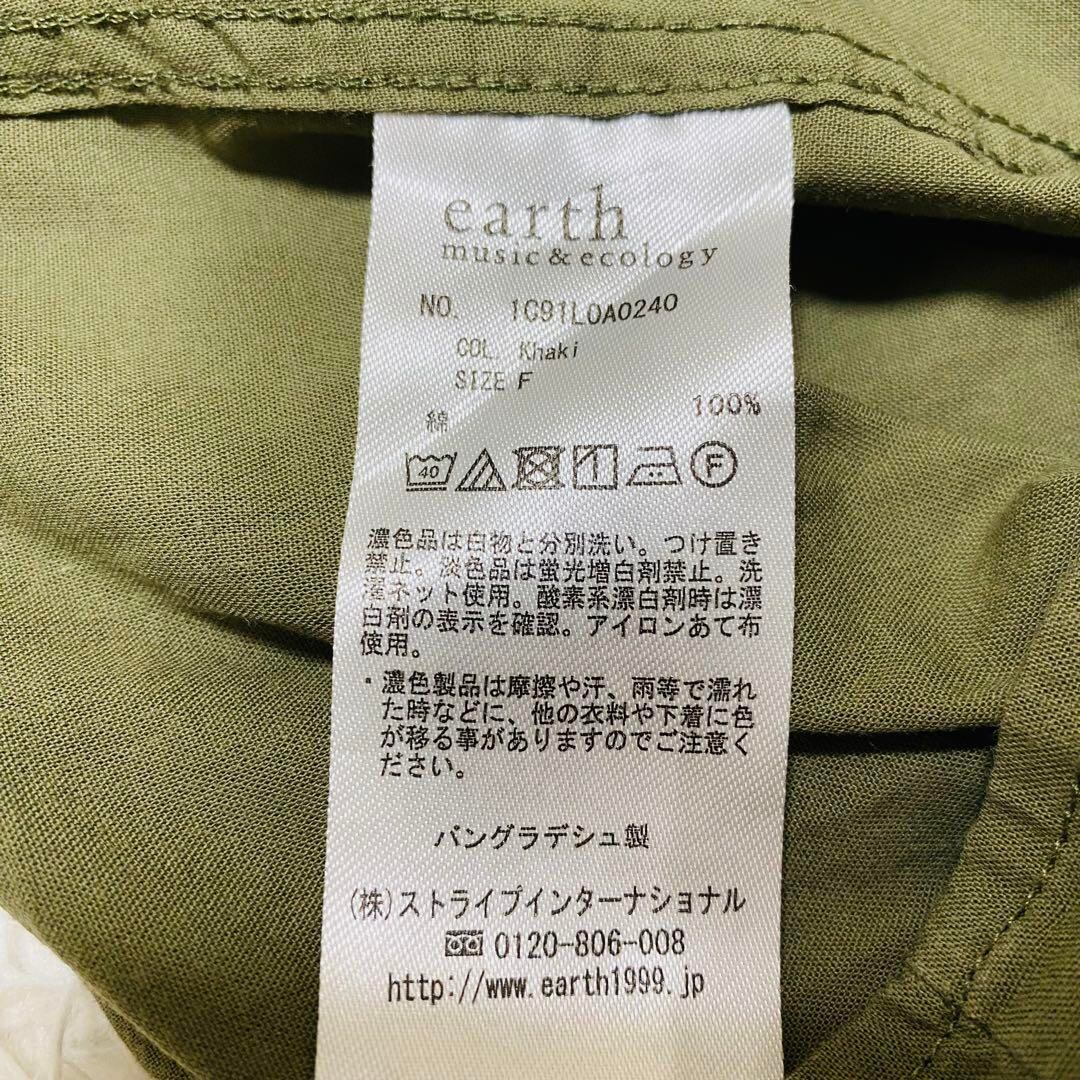 earth
music&ecology
NO. 1C91L0A0240
COL. Khaki
SIZE F
綿 100%
40 F
濃色品は白物と分別洗い。つけ置き
禁止。淡色品は蛍光増白剤禁止。洗
濯ネット使用。酸素系漂白剤時は漂
白剤の表示を確認。アイロンあて布
使用。
・濃色製品は摩擦や汗、雨等で濡れ
た時などに、他の衣料や下着に色
が移る事がありますのでご注意く
ださい。
バングラデシュ製
(株)ストライプインターナショナル
0120-806-008
http://www.earth1999.jp